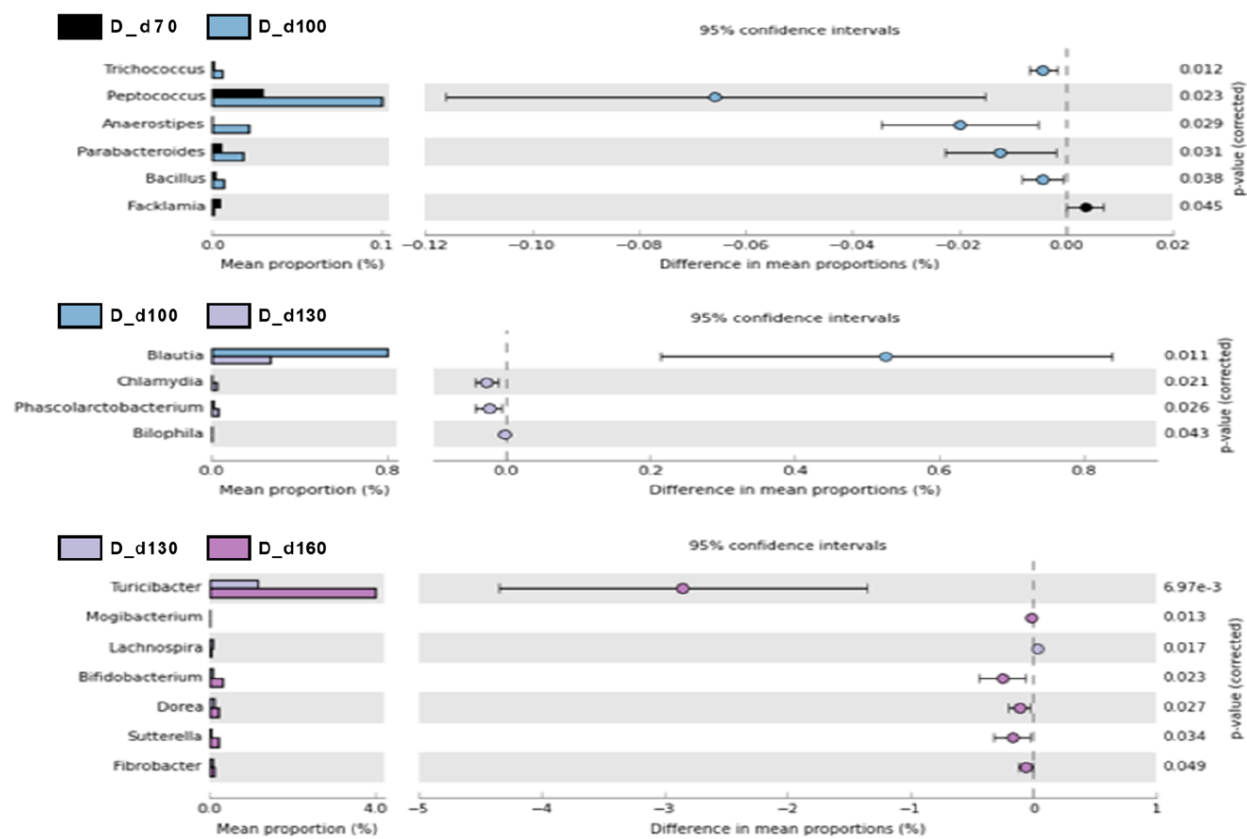 D_d70 D_d100
95% confidence intervals
Trichococcus 0.012
Peptococcus 0.023
Anaerostipes 0.029
Parabacteroides 0.031
Bacillus 0.038
Facklamia 0.045
p-value (corrected)
0.0 0.1 −0.12 −0.10 −0.08 −0.06 −0.04 −0.02 0.00 0.02
Mean proportion (%) Difference in mean proportions (%)
D_d100 D_d130
95% confidence intervals
Blautia 0.011
Chlamydia 0.021
Phascolarctobacterium 0.026
Bilophila 0.043
p-value (corrected)
0.0 0.8 0.0 0.2 0.4 0.6 0.8
Mean proportion (%) Difference in mean proportions (%)
D_d130 D_d160
95% confidence intervals
Turicibacter 6.97e-3
Mogibacterium 0.013
Lachnospira 0.017
Bifidobacterium 0.023
Dorea 0.027
Sutterella 0.034
Fibrobacter 0.049
p-value (corrected)
0.0 4.0 −5 −4 −3 −2 −1 0 1
Mean proportion (%) Difference in mean proportions (%)